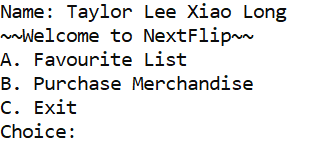 Name: Taylor Lee Xiao Long
~~Welcome to NextFlip~~
A. Favourite List
B. Purchase Merchandise
C. Exit
Choice: